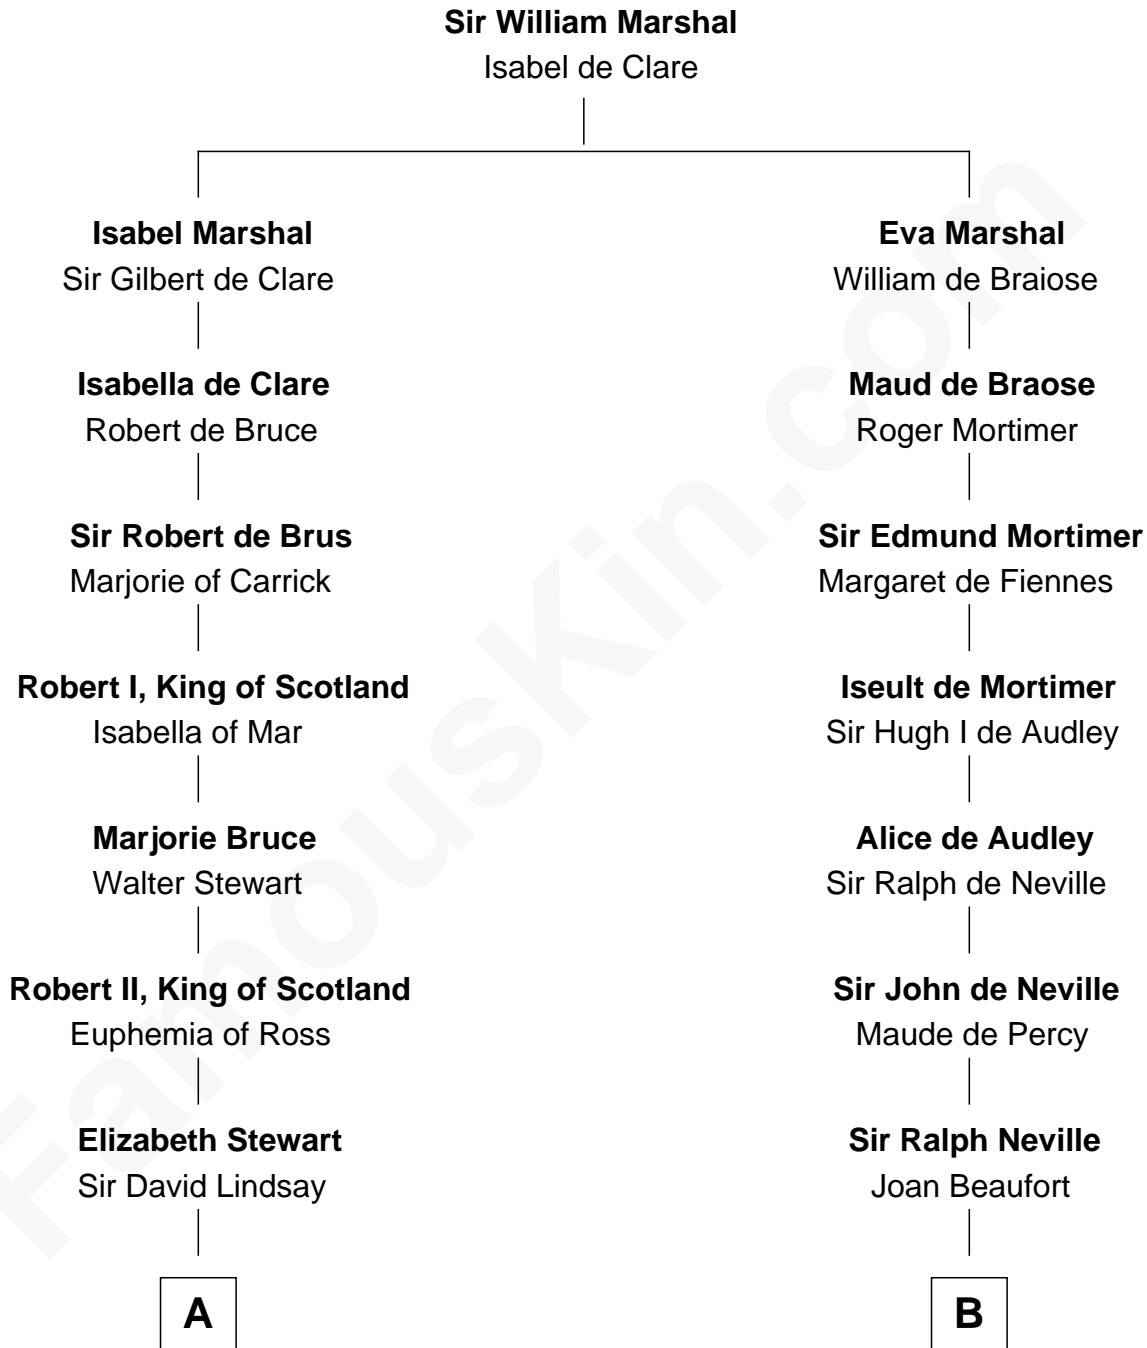 Sir William Marshal
Isabel de Clare
Isabel Marshal
Sir Gilbert de Clare
Eva Marshal
William de Braiose
Isabella de Clare
Robert de Bruce
Maud de Braose
Roger Mortimer
Sir Robert de Brus
Marjorie of Carrick
Sir Edmund Mortimer
Margaret de Fiennes
Robert I, King of Scotland
Isabella of Mar
Iseult de Mortimer
Sir Hugh I de Audley
Marjorie Bruce
Walter Stewart
Alice de Audley
Sir Ralph de Neville
Robert II, King of Scotland
Euphemia of Ross
Sir John de Neville
Maude de Percy
Elizabeth Stewart
Sir David Lindsay
Sir Ralph Neville
Joan Beaufort
A
B
FamousKin.com